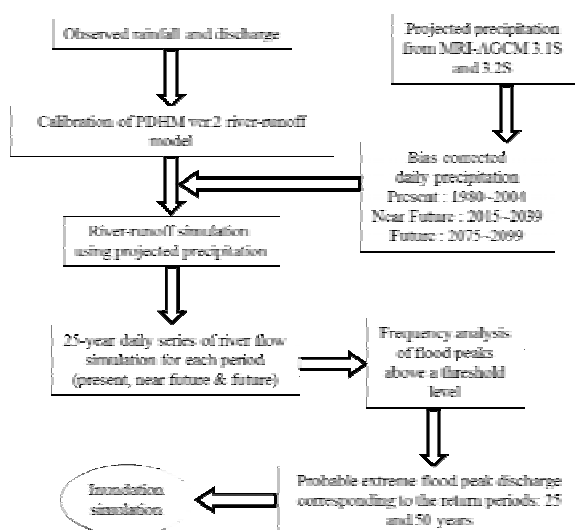 Observed rainfall and discharge
Projected precipitation
from MRI-AGCM 3.1S
and 3.2S
Calibration of PDHM ver.2 river-runoff
model
Bias corrected
daily precipitation
Present : 1980~2004
Near Future : 2015~2039
Future : 2075~2099
River-runoff simulation
using projected precipitation
25-year daily series of river flow
simulation for each period
(present, near future & future)
Frequency analysis
of flood peaks
above a threshold
level
Probable extreme flood peak discharge
corresponding to the return periods: 25
and 50 years
Inundation
simulation